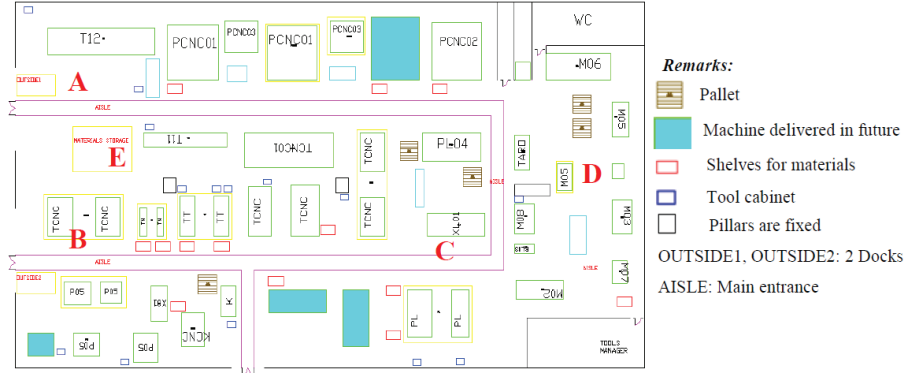 T12
PCNC01
PCNC03
PCNC01
PCNC03
PCNC02
WC
M06
OUTSIDE1
A
AISLE
MATERIALS STORAGE
E
T11
TCNC01
TCNC
PL04
M05
TCNC
TCNC
B
TT
TT
TCNC
TCNC
TCNC
XL01
C
AISLE
M05
D
M08
M03
AISLE
OUTSIDE2
AISLE
P05
P05
K
KCNC
P05
P05
PL
PL
M02
M07
TOOLS
MANAGER
Remarks:
Pallet
Machine delivered in future
Shelves for materials
Tool cabinet
Pillars are fixed
OUTSIDE1, OUTSIDE2: 2 Docks
AISLE: Main entrance